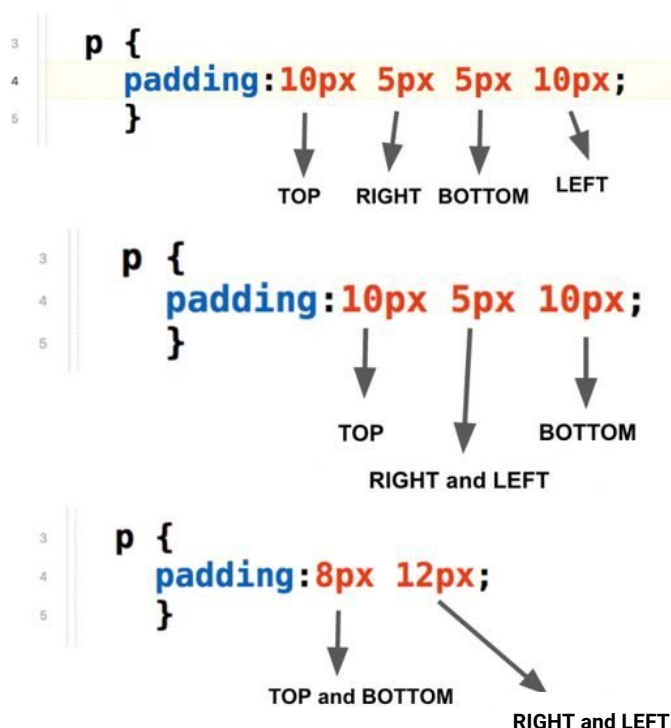 3 p {
4 padding:10px 5px 5px 10px;
5 }
TOP RIGHT BOTTOM LEFT
3 p {
4 padding:10px 5px 10px;
5 }
TOP BOTTOM
RIGHT and LEFT
3 p {
4 padding:8px 12px;
5 }
TOP and BOTTOM
RIGHT and LEFT